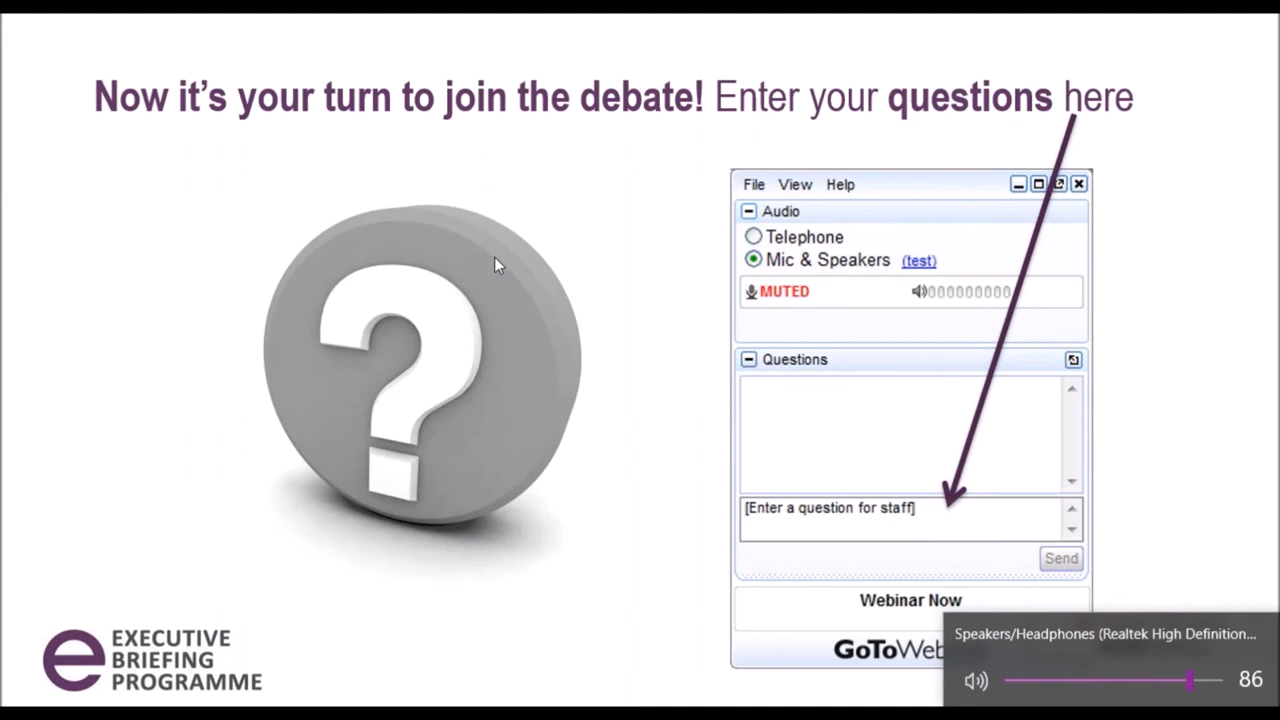 Now it's your turn to join the debate! Enter your questions here
File View Help
Audio
Telephone
Mic & Speakers (test)
MUTED
Questions
[Enter a question for staff]
Send
Webinar Now
GoToWeb
Speakers/Headphones (Realtek High Definition...
86
e EXECUTIVE
BRIEFING
PROGRAMME